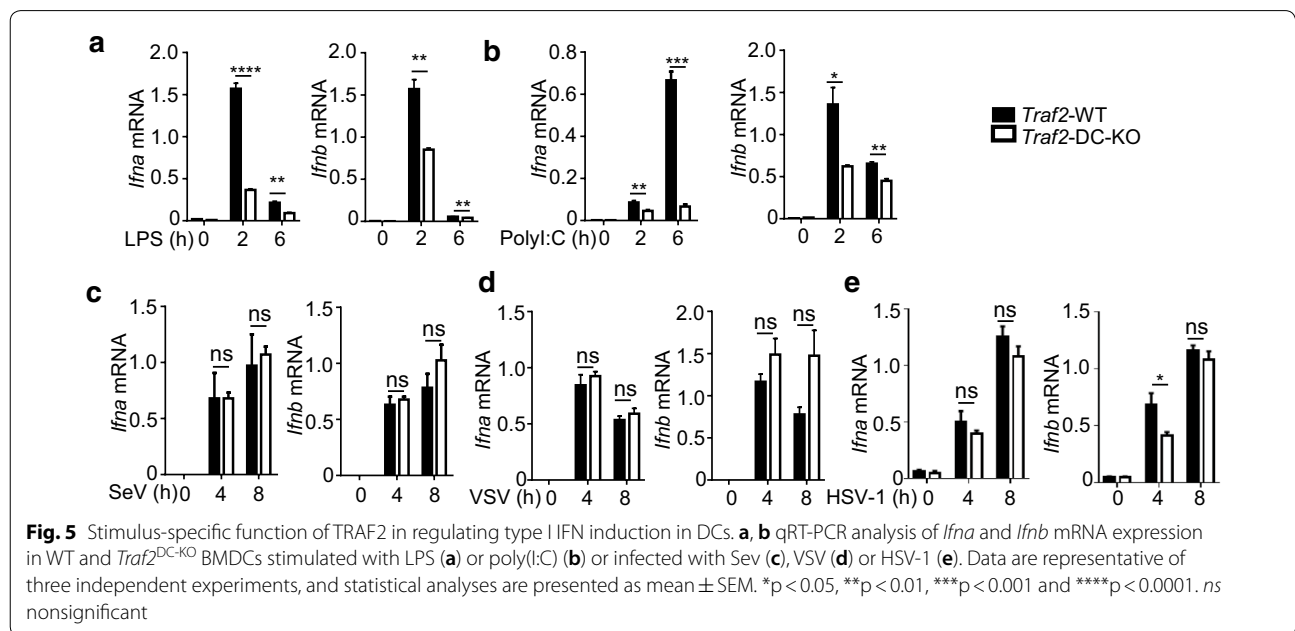 a
b
2.0
1.5
1.0
0.5
0
Ifna mRNA
****
**
LPS (h) 0 2 6
2.0
1.5
1.0
0.5
0
Ifnb mRNA
**
**
0 2 6
0.8
0.6
0.4
0.2
0
Ifna mRNA
**
***
PolyI:C (h) 0 2 6
2.0
1.5
1.0
0.5
0
Ifnb mRNA
*
**
0 2 6
Traf2-WT
Traf2-DC-KO
c
d
e
1.5
1.0
0.5
0
Ifna mRNA
ns
ns
SeV (h) 0 4 8
1.5
1.0
0.5
0
Ifnb mRNA
ns
ns
0 4 8
1.5
1.0
0.5
0
Ifna mRNA
ns
ns
VSV (h) 0 4 8
2.0
1.5
1.0
0.5
0
Ifnb mRNA
ns
ns
0 4 8
1.5
1.0
0.5
0
Ifna mRNA
ns
ns
HSV-1 (h) 0 4 8
1.5
1.0
0.5
0
Ifnb mRNA
*
ns
0 4 8
Fig. 5 Stimulus-specific function of TRAF2 in regulating type I IFN induction in DCs. a, b qRT-PCR analysis of Ifna and Ifnb mRNA expression
in WT and Traf2DC-KO BMDCs stimulated with LPS (a) or poly(I:C) (b) or infected with Sev (c), VSV (d) or HSV-1 (e). Data are representative of
three independent experiments, and statistical analyses are presented as mean ± SEM. *p < 0.05, **p < 0.01, ***p < 0.001 and ****p < 0.0001. ns
nonsignificant